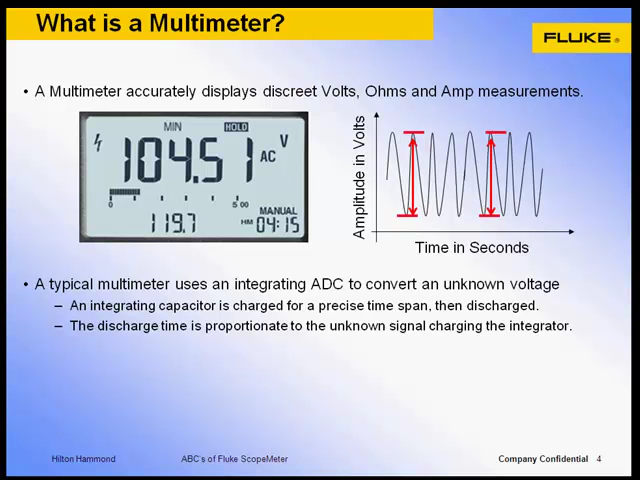 What is a Multimeter?
FLUKE®
• A Multimeter accurately displays discreet Volts, Ohms and Amp measurements.
MIN HOLD
104.51 V
AC
0 500
MANUAL
119.7 HM 04:15
Amplitude in Volts
Time in Seconds
• A typical multimeter uses an integrating ADC to convert an unknown voltage
– An integrating capacitor is charged for a precise time span, then discharged.
– The discharge time is proportionate to the unknown signal charging the integrator.
Hilton Hammond ABC's of Fluke ScopeMeter Company Confidential 4